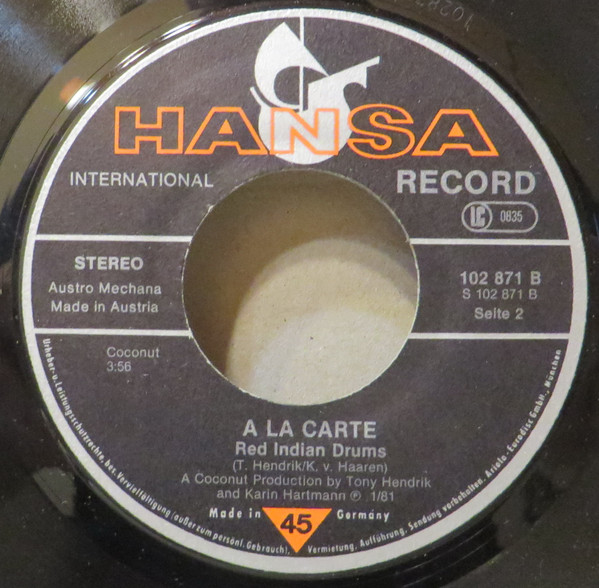 HANSA
INTERNATIONAL
RECORD
LC 0835
STEREO
Austro Mechana
Made in Austria
102 871 B
S 102 871 B
Seite 2
Coconut
3:56
A LA CARTE
Red Indian Drums
(T. Hendrik/K. v. Haaren)
A Coconut Production by Tony Hendrik
and Karin Hartmann ℗ 1/81
Made in Germany
45
Urheber- u. Leistungsschutzrechte, bes. Vervielfältigung (außer zum persönl. Gebrauch), Vermietung, Aufführung, Sendung vorbehalten. Ariola-Eurodisc GmbH., München